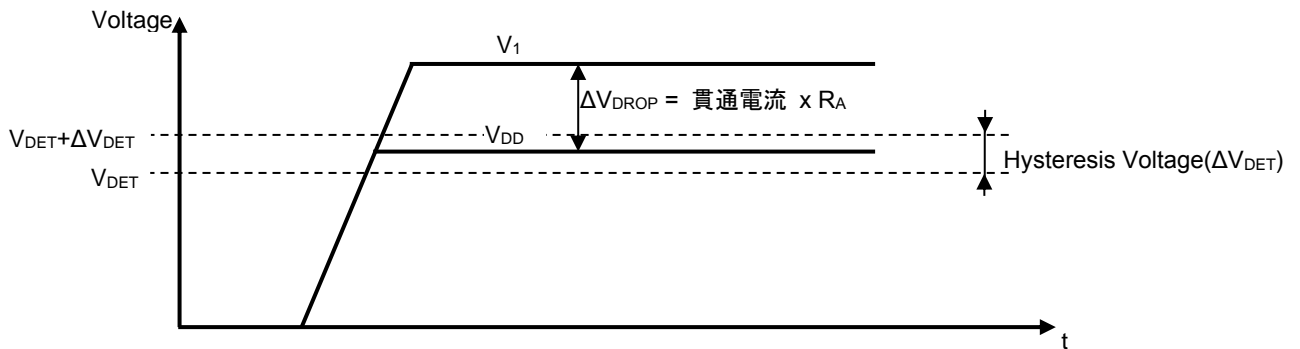 Voltage
V1
ΔVDROP = 貫通電流 x RA
VDET+ΔVDET
VDD
VDET
Hysteresis Voltage(ΔVDET)
t